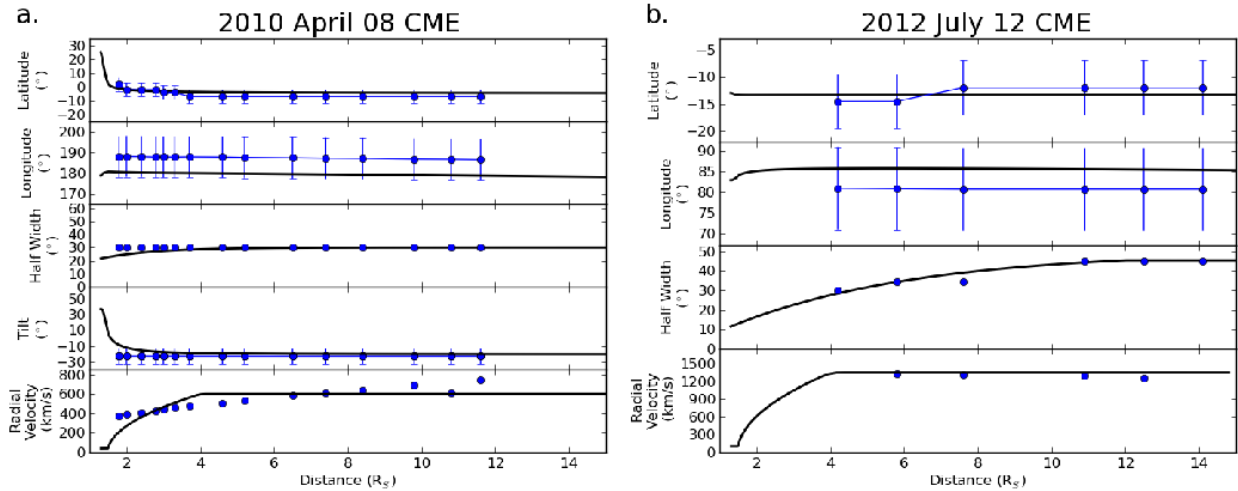 a.
2010 April 08 CME
30
20
10
0
−10
−20
Latitude
(°)
200
190
180
170
Longitude
(°)
60
50
40
30
20
10
0
Half Width
(°)
50
30
10
−10
−30
Tilt
(°)
800
600
400
200
0
Radial
Velocity
(km/s)
2 4 6 8 10 12 14
Distance (R_S)
b.
2012 July 12 CME
−5
−10
−15
−20
Latitude
(°)
90
85
80
75
70
Longitude
(°)
50
40
30
20
10
0
Half Width
(°)
1500
1200
900
600
300
0
Radial
Velocity
(km/s)
2 4 6 8 10 12 14
Distance (R_S)